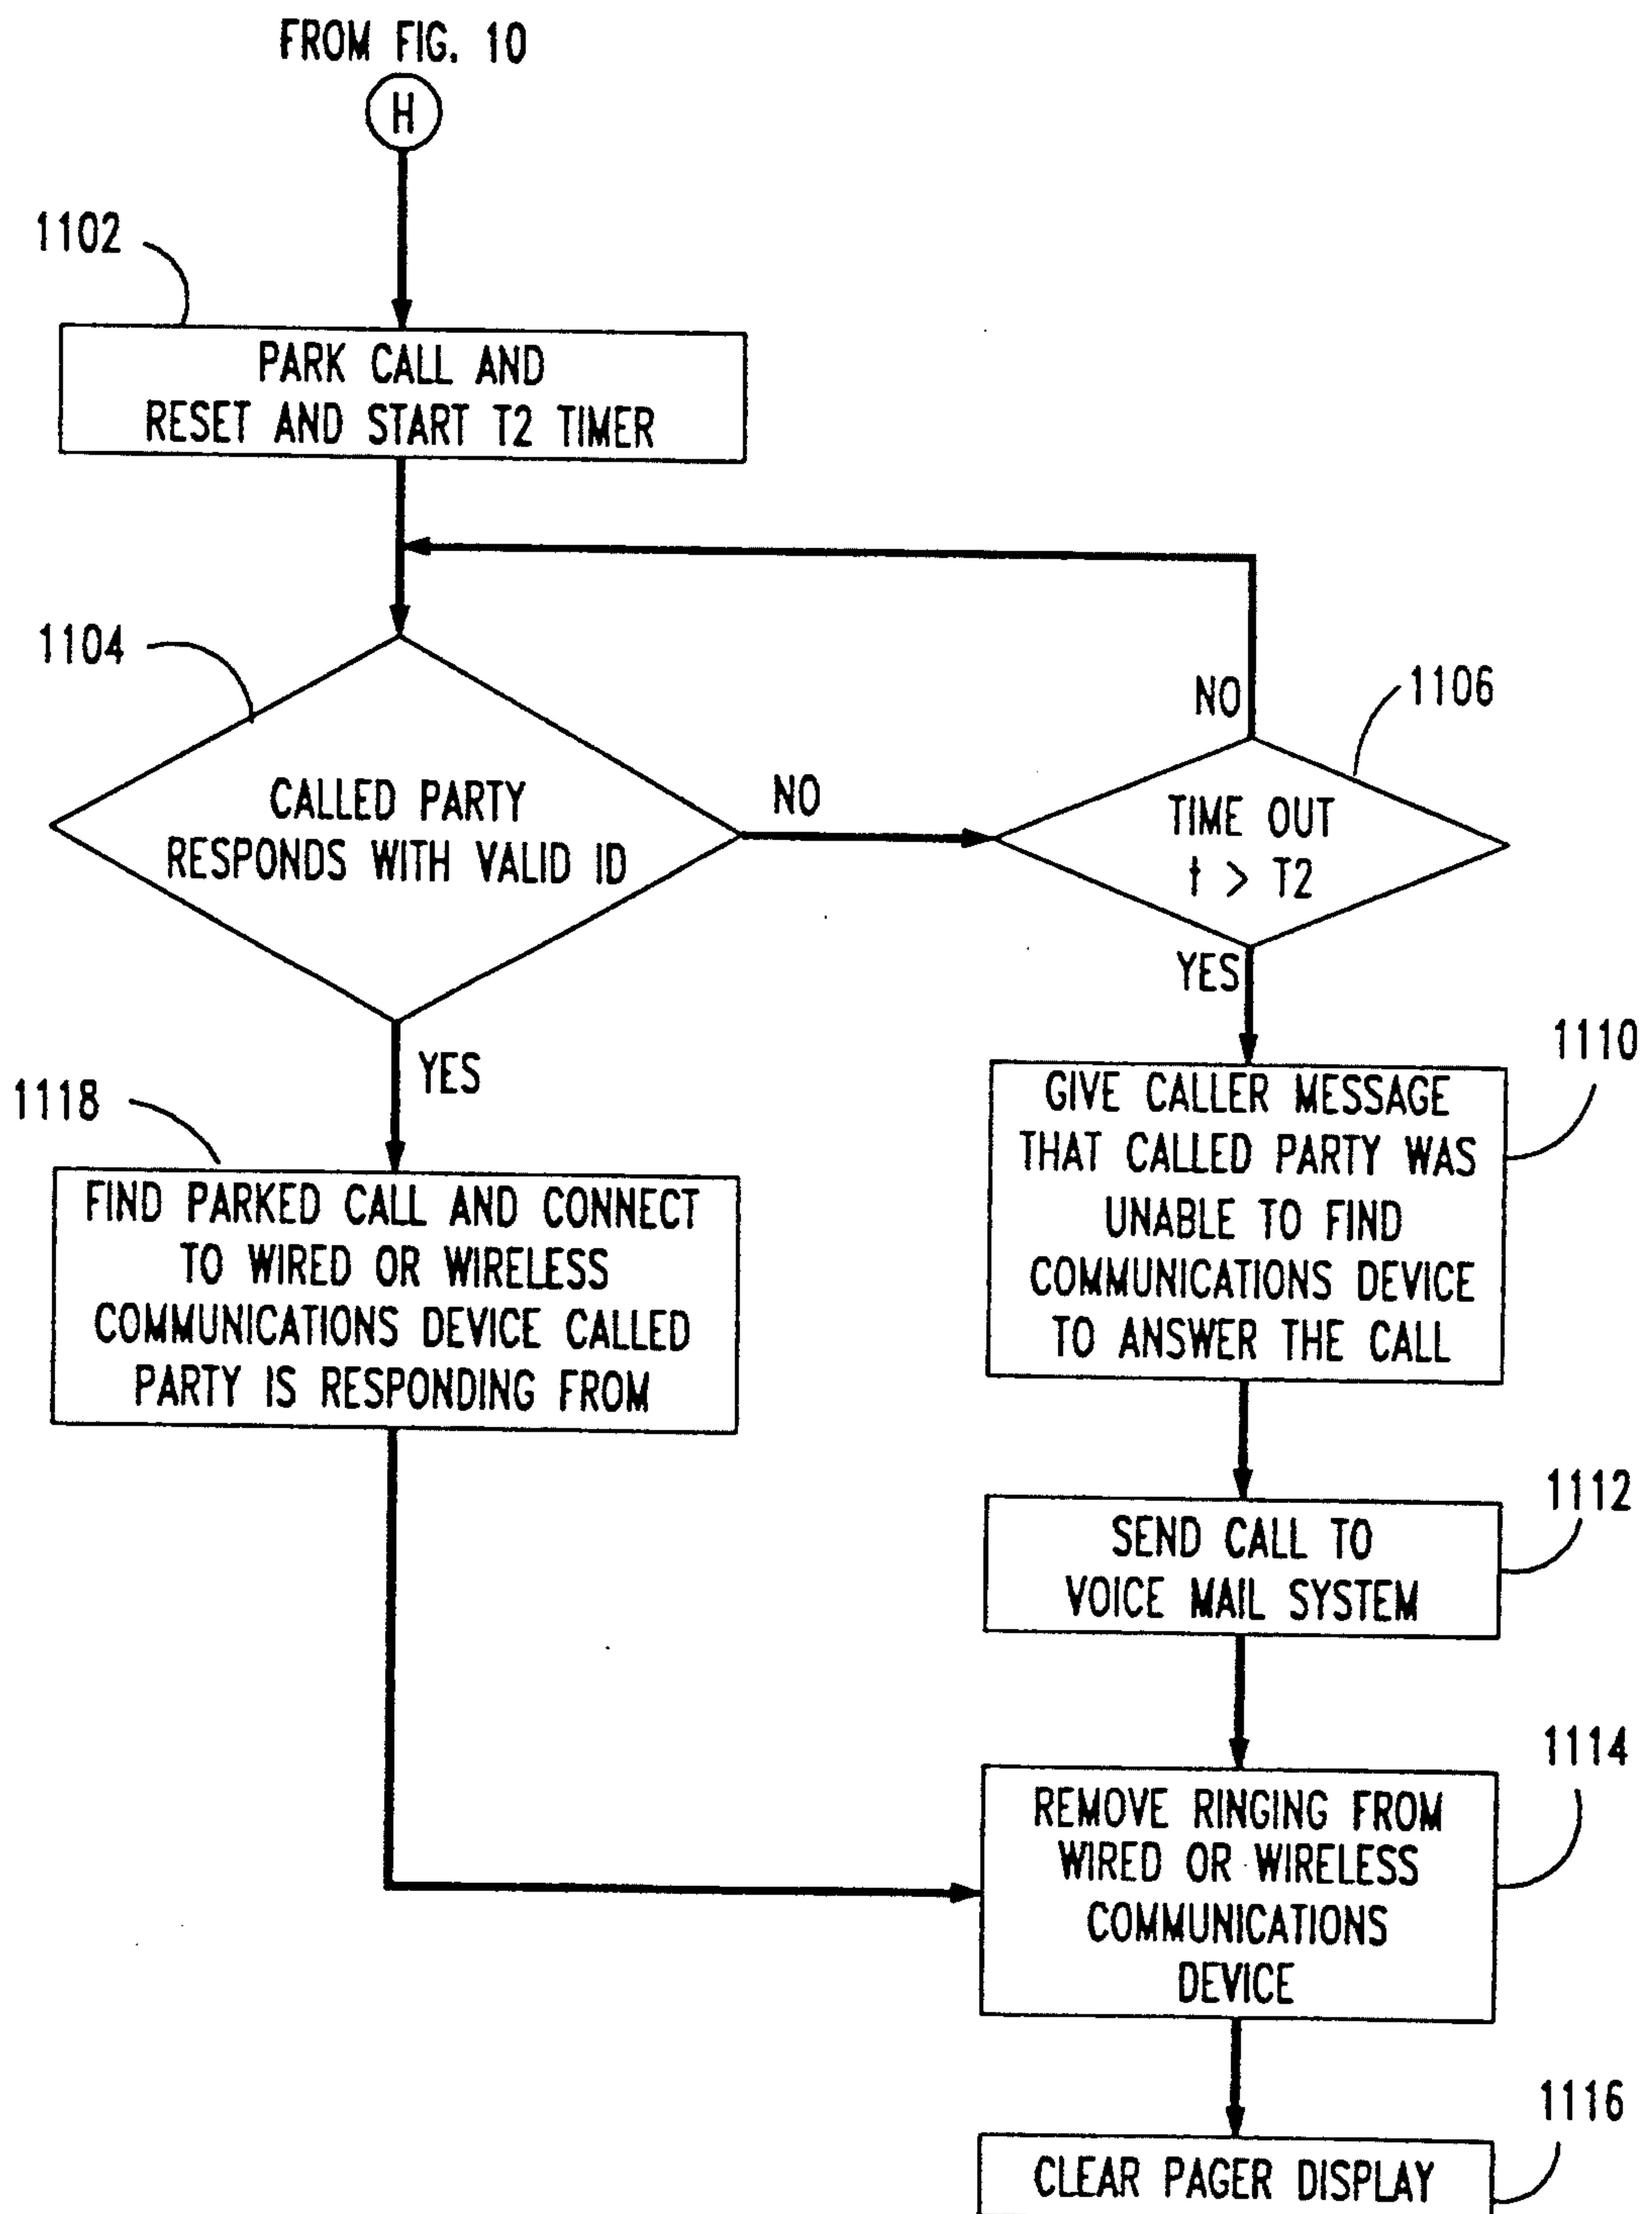 FROM FIG. 10
H
1102
PARK CALL AND
RESET AND START T2 TIMER
1104
CALLED PARTY
RESPONDS WITH VALID ID
NO
NO
1106
TIME OUT
t > T2
YES
YES
1118
FIND PARKED CALL AND CONNECT
TO WIRED OR WIRELESS
COMMUNICATIONS DEVICE CALLED
PARTY IS RESPONDING FROM
1110
GIVE CALLER MESSAGE
THAT CALLED PARTY WAS
UNABLE TO FIND
COMMUNICATIONS DEVICE
TO ANSWER THE CALL
1112
SEND CALL TO
VOICE MAIL SYSTEM
1114
REMOVE RINGING FROM
WIRED OR WIRELESS
COMMUNICATIONS
DEVICE
1116
CLEAR PAGER DISPLAY